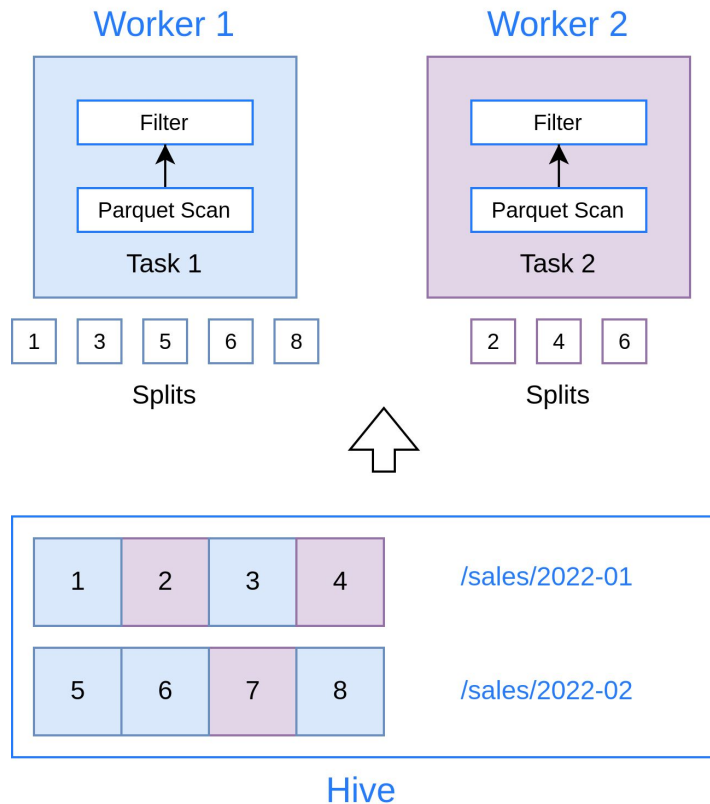 Worker 1
Worker 2
Filter
Filter
Parquet Scan
Parquet Scan
Task 1
Task 2
1 3 5 6 8
2 4 6
Splits
Splits
1 2 3 4
/sales/2022-01
5 6 7 8
/sales/2022-02
Hive